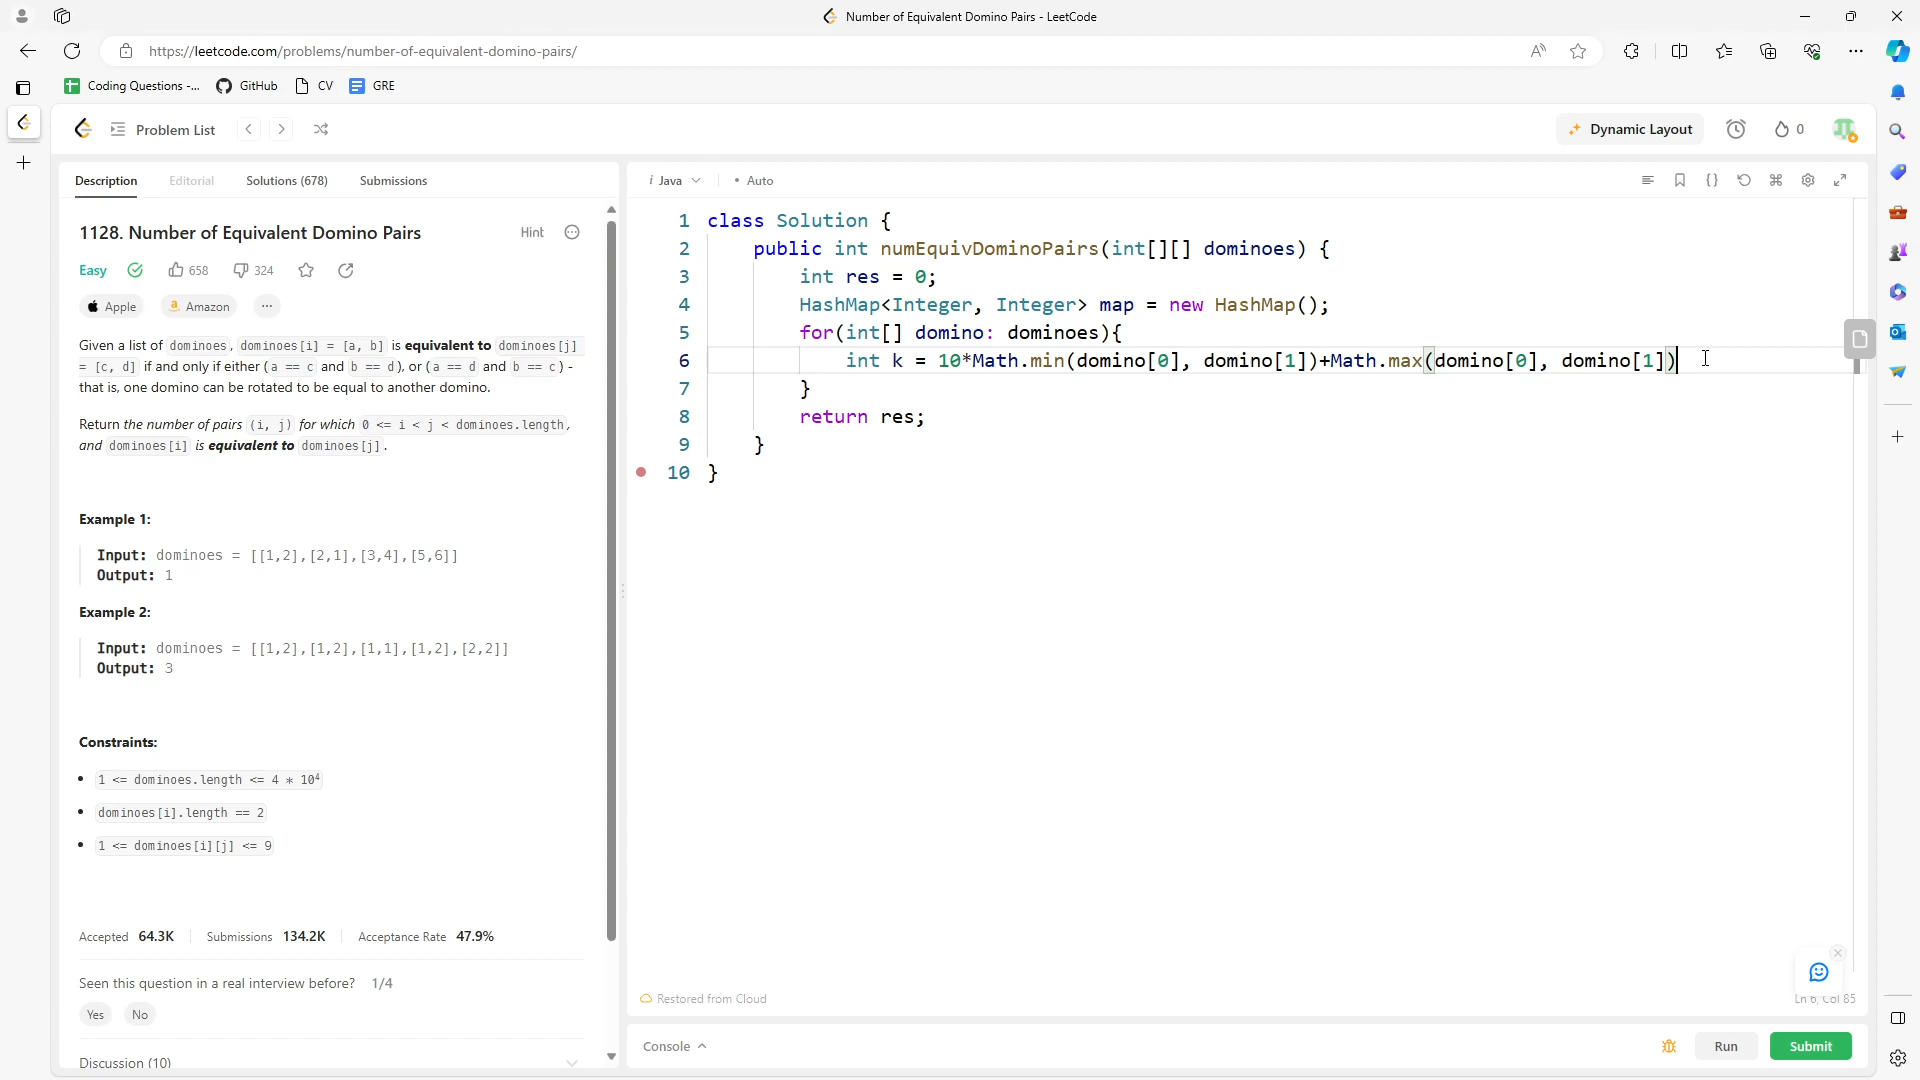 Number of Equivalent Domino Pairs - LeetCode
https://leetcode.com/problems/number-of-equivalent-domino-pairs/
Coding Questions -...
GitHub
CV
GRE
Problem List
Dynamic Layout
0
Description
Editorial
Solutions (678)
Submissions
1128. Number of Equivalent Domino Pairs
Hint
Easy
658
324
Apple
Amazon
Given a list of dominoes, dominoes[i] = [a, b] is equivalent to dominoes[j]
= [c, d] if and only if either (a == c and b == d), or (a == d and b == c) -
that is, one domino can be rotated to be equal to another domino.
Return the number of pairs (i, j) for which 0 <= i < j < dominoes.length,
and dominoes[i] is equivalent to dominoes[j].
Example 1:
Input: dominoes = [[1,2],[2,1],[3,4],[5,6]]
Output: 1
Example 2:
Input: dominoes = [[1,2],[1,2],[1,1],[1,2],[2,2]]
Output: 3
Constraints:
• 1 <= dominoes.length <= 4 * 10⁴
• dominoes[i].length == 2
• 1 <= dominoes[i][j] <= 9
Accepted 64.3K
Submissions 134.2K
Acceptance Rate 47.9%
Seen this question in a real interview before? 1/4
Yes
No
Discussion (10)
i Java
• Auto
1 class Solution {
2 public int numEquivDominoPairs(int[][] dominoes) {
3 int res = 0;
4 HashMap<Integer, Integer> map = new HashMap();
5 for(int[] domino: dominoes){
6 int k = 10*Math.min(domino[0], domino[1])+Math.max(domino[0], domino[1])
7 }
8 return res;
9 }
10 }
Restored from Cloud
Ln 6, Col 85
Console
Run
Submit